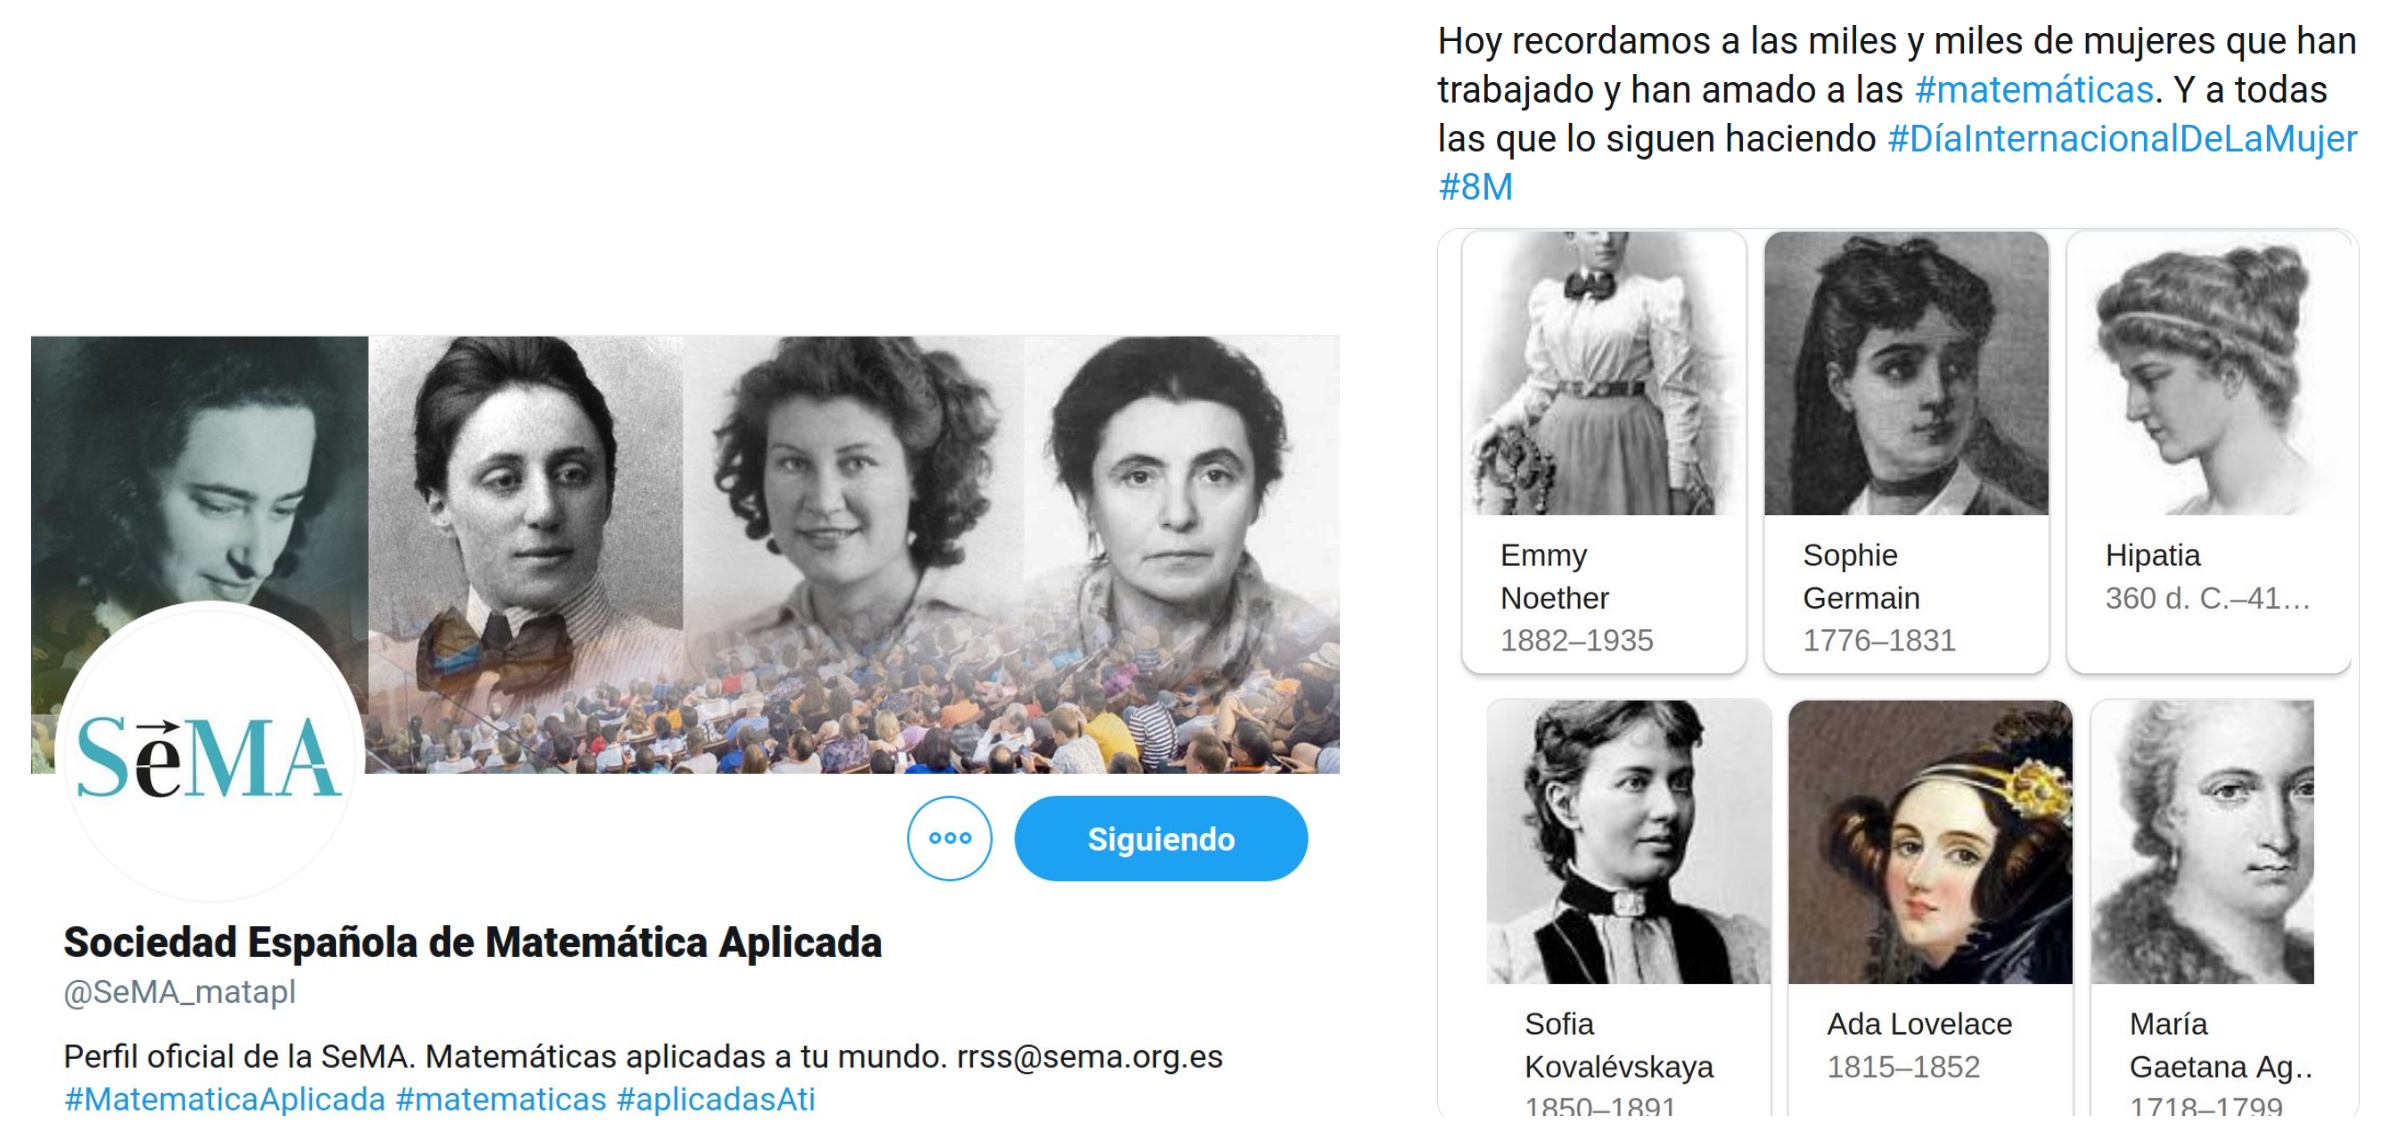 SeMA
Siguiendo
Sociedad Española de Matemática Aplicada
@SeMA_matapl
Perfil oficial de la SeMA. Matemáticas aplicadas a tu mundo. rrss@sema.org.es
#MatematicaAplicada #matematicas #aplicadasAti
Hoy recordamos a las miles y miles de mujeres que han
trabajado y han amado a las #matemáticas. Y a todas
las que lo siguen haciendo #DíaInternacionalDeLaMujer
#8M
Emmy
Noether
1882–1935
Sophie
Germain
1776–1831
Hipatia
360 d. C.–41…
Sofia
Kovalévskaya
1850–1891
Ada Lovelace
1815–1852
María
Gaetana Ag..
1718–1799